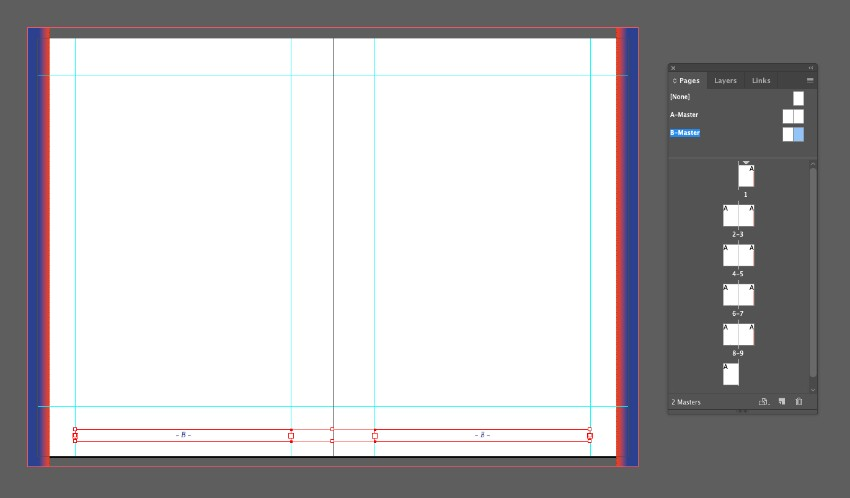 Pages Layers Links
[None]
A-Master
B-Master
A
1
A A
2-3
A A
4-5
A A
6-7
A A
8-9
A
2 Masters
- B - - B -